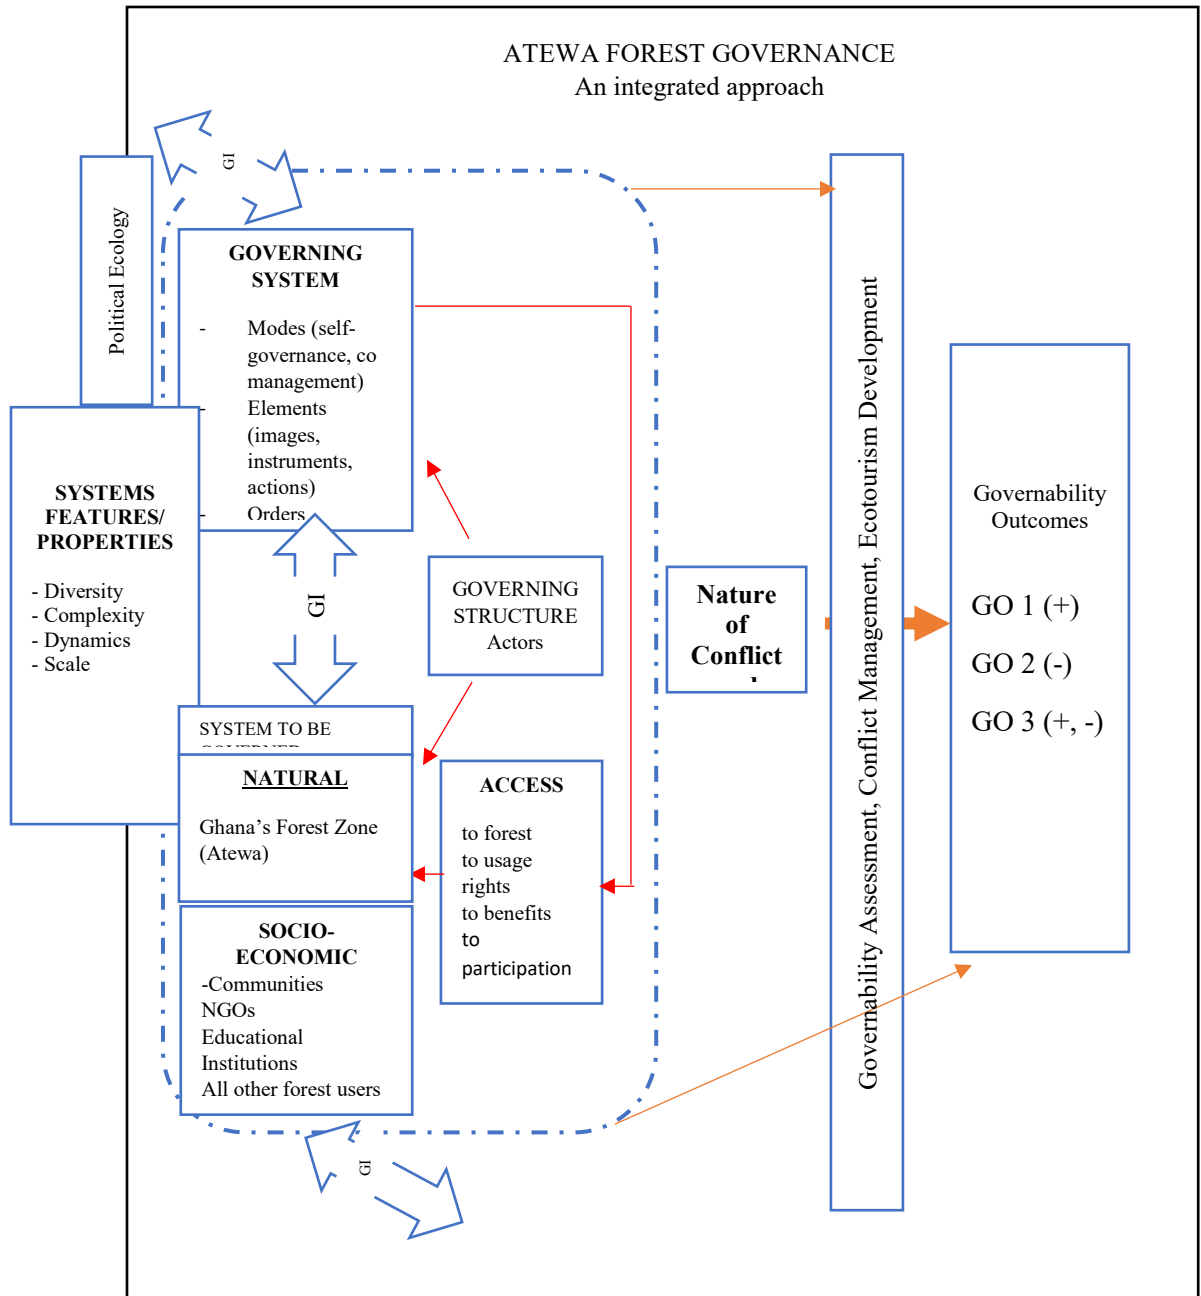 ATEWA FOREST GOVERNANCE
An integrated approach
GI
Political Ecology
GOVERNING
SYSTEM
- Modes (self-
governance, co
management)
- Elements
(images,
instruments,
actions)
- Orders
SYSTEMS
FEATURES/
PROPERTIES
- Diversity
- Complexity
- Dynamics
- Scale
GI
GOVERNING
STRUCTURE
Actors
SYSTEM TO BE
NATURAL
Ghana’s Forest Zone
(Atewa)
SOCIO-
ECONOMIC
-Communities
NGOs
Educational
Institutions
All other forest users
ACCESS
to forest
to usage
rights
to benefits
to
participation
GI
Nature
of
Conflict
Governability Assessment, Conflict Management, Ecotourism Development
Governability
Outcomes
GO 1 (+)
GO 2 (-)
GO 3 (+, -)